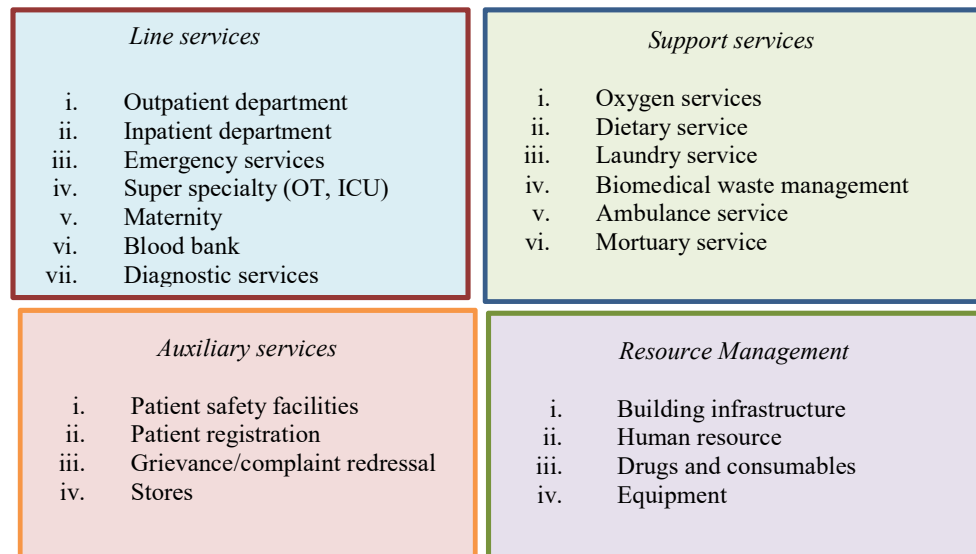 Line services
i. Outpatient department
ii. Inpatient department
iii. Emergency services
iv. Super specialty (OT, ICU)
v. Maternity
vi. Blood bank
vii. Diagnostic services
Support services
i. Oxygen services
ii. Dietary service
iii. Laundry service
iv. Biomedical waste management
v. Ambulance service
vi. Mortuary service
Auxiliary services
i. Patient safety facilities
ii. Patient registration
iii. Grievance/complaint redressal
iv. Stores
Resource Management
i. Building infrastructure
ii. Human resource
iii. Drugs and consumables
iv. Equipment